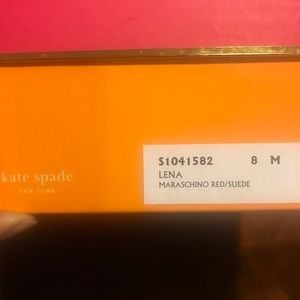 kate spade
NEW YORK
S1041582 8 M
LENA
MARASCHINO RED/SUEDE